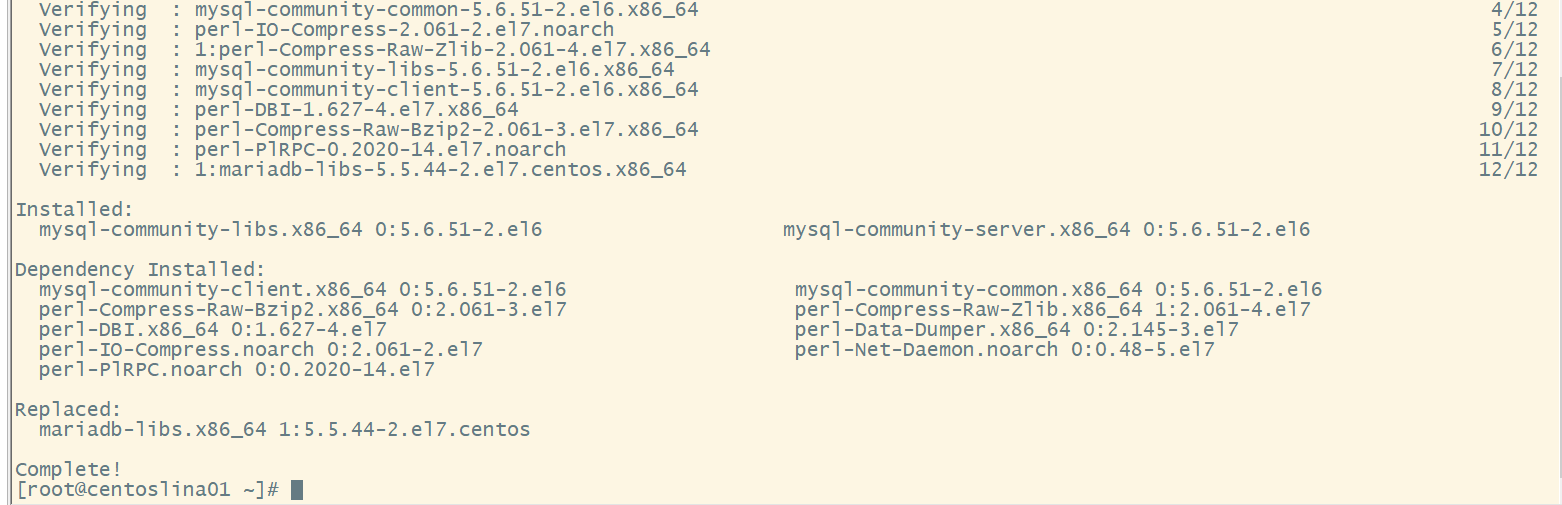 Verifying  : mysql-community-common-5.6.51-2.el6.x86_64 4/12
Verifying  : perl-IO-Compress-2.061-2.el7.noarch 5/12
Verifying  : 1:perl-Compress-Raw-Zlib-2.061-4.el7.x86_64 6/12
Verifying  : mysql-community-libs-5.6.51-2.el6.x86_64 7/12
Verifying  : mysql-community-client-5.6.51-2.el6.x86_64 8/12
Verifying  : perl-DBI-1.627-4.el7.x86_64 9/12
Verifying  : perl-Compress-Raw-Bzip2-2.061-3.el7.x86_64 10/12
Verifying  : perl-PlRPC-0.2020-14.el7.noarch 11/12
Verifying  : 1:mariadb-libs-5.5.44-2.el7.centos.x86_64 12/12
Installed:
mysql-community-libs.x86_64 0:5.6.51-2.el6 mysql-community-server.x86_64 0:5.6.51-2.el6
Dependency Installed:
mysql-community-client.x86_64 0:5.6.51-2.el6 mysql-community-common.x86_64 0:5.6.51-2.el6
perl-Compress-Raw-Bzip2.x86_64 0:2.061-3.el7 perl-Compress-Raw-Zlib.x86_64 1:2.061-4.el7
perl-DBI.x86_64 0:1.627-4.el7 perl-Data-Dumper.x86_64 0:2.145-3.el7
perl-IO-Compress.noarch 0:2.061-2.el7 perl-Net-Daemon.noarch 0:0.48-5.el7
perl-PlRPC.noarch 0:0.2020-14.el7
Replaced:
mariadb-libs.x86_64 1:5.5.44-2.el7.centos
Complete!
[root@centoslina01 ~]#